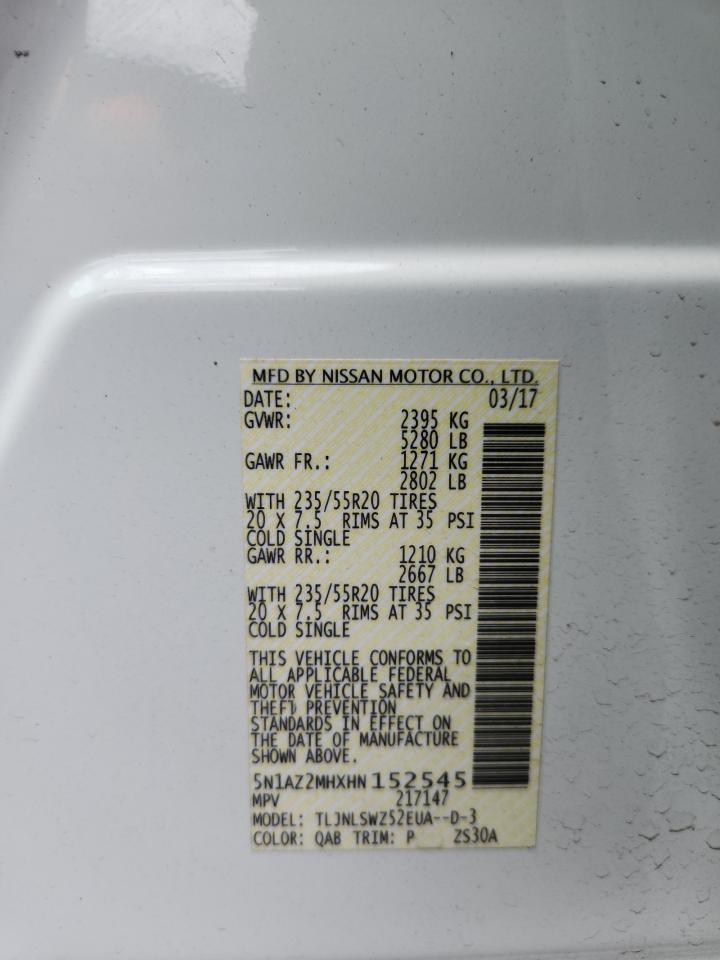 MFD BY NISSAN MOTOR CO., LTD.
DATE: 03/17
GVWR: 2395 KG
5280 LB
GAWR FR.: 1271 KG
2802 LB
WITH 235/55R20 TIRES
20 X 7.5 RIMS AT 35 PSI
COLD SINGLE
GAWR RR.: 1210 KG
2667 LB
WITH 235/55R20 TIRES
20 X 7.5 RIMS AT 35 PSI
COLD SINGLE
THIS VEHICLE CONFORMS TO
ALL APPLICABLE FEDERAL
MOTOR VEHICLE SAFETY AND
THEFT PREVENTION
STANDARDS IN EFFECT ON
THE DATE OF MANUFACTURE
SHOWN ABOVE.
5N1AZ2MHXHN152545
MPV 217147
MODEL: TLJNLSWZ52EUA--D-3
COLOR: QAB TRIM: P ZS30A